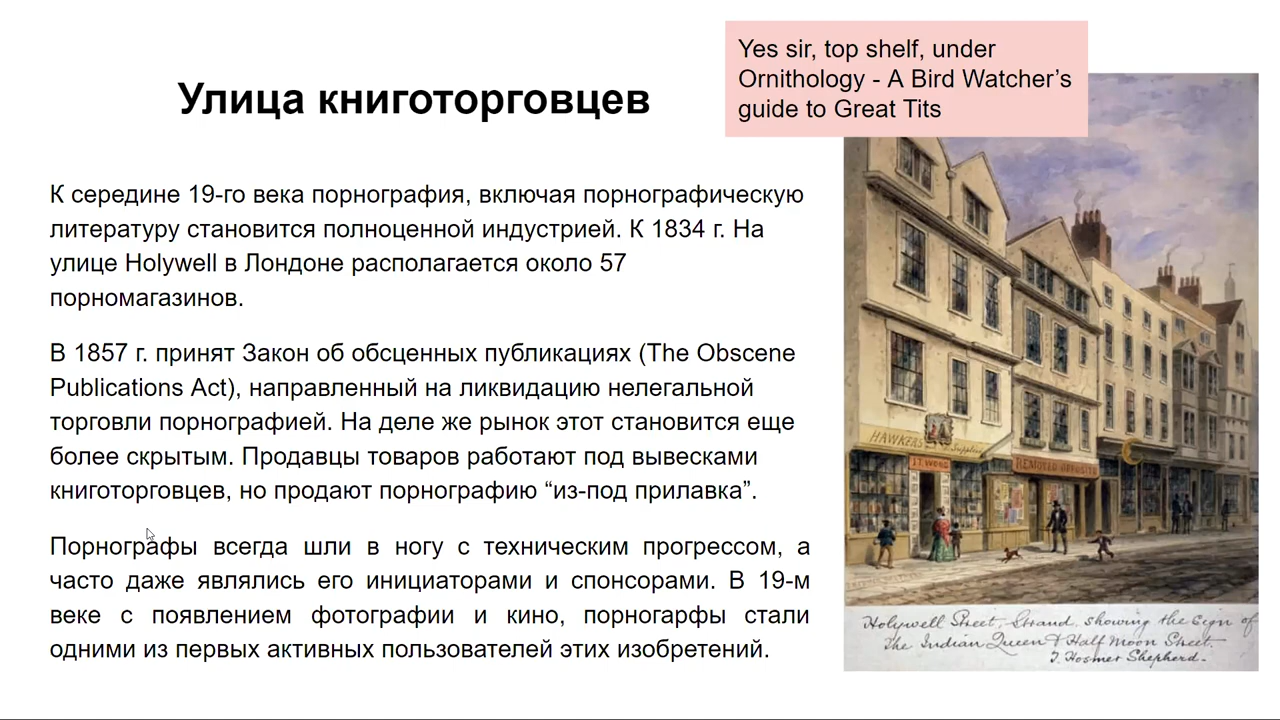 Yes sir, top shelf, under
Ornithology - A Bird Watcher’s
guide to Great Tits
Улица книготорговцев
К середине 19-го века порнография, включая порнографическую
литературу становится полноценной индустрией. К 1834 г. На
улице Holywell в Лондоне располагается около 57
порномагазинов.
В 1857 г. принят Закон об обсценных публикациях (The Obscene
Publications Act), направленный на ликвидацию нелегальной
торговли порнографией. На деле же рынок этот становится еще
более скрытым. Продавцы товаров работают под вывесками
книготорговцев, но продают порнографию “из-под прилавка”.
Порнографы всегда шли в ногу с техническим прогрессом, а
часто даже являлись его инициаторами и спонсорами. В 19-м
веке с появлением фотографии и кино, порногарфы стали
одними из первых активных пользователей этих изобретений.
HAWKERS Supplied
J.T. WOOD
REMOVED OPPOSITE
Holywell Street, Strand, showing the Sign of
The Indian Queen & Half Moon Street.
T. Hosmer Shepherd.